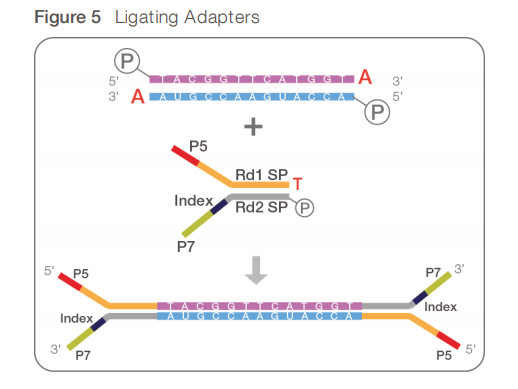 Figure 5 Ligating Adapters
P
5' T A C G G T T C A T G G T A 3'
3' A A U G C C A A G U A C C A 5'
P
+
P5
Rd1 SP T
Index Rd2 SP P
P7
5' P5 P7 3'
T A C G G T T C A T G G T
Index A U G C C A A G U A C C A Index
3' P7 P5 5'